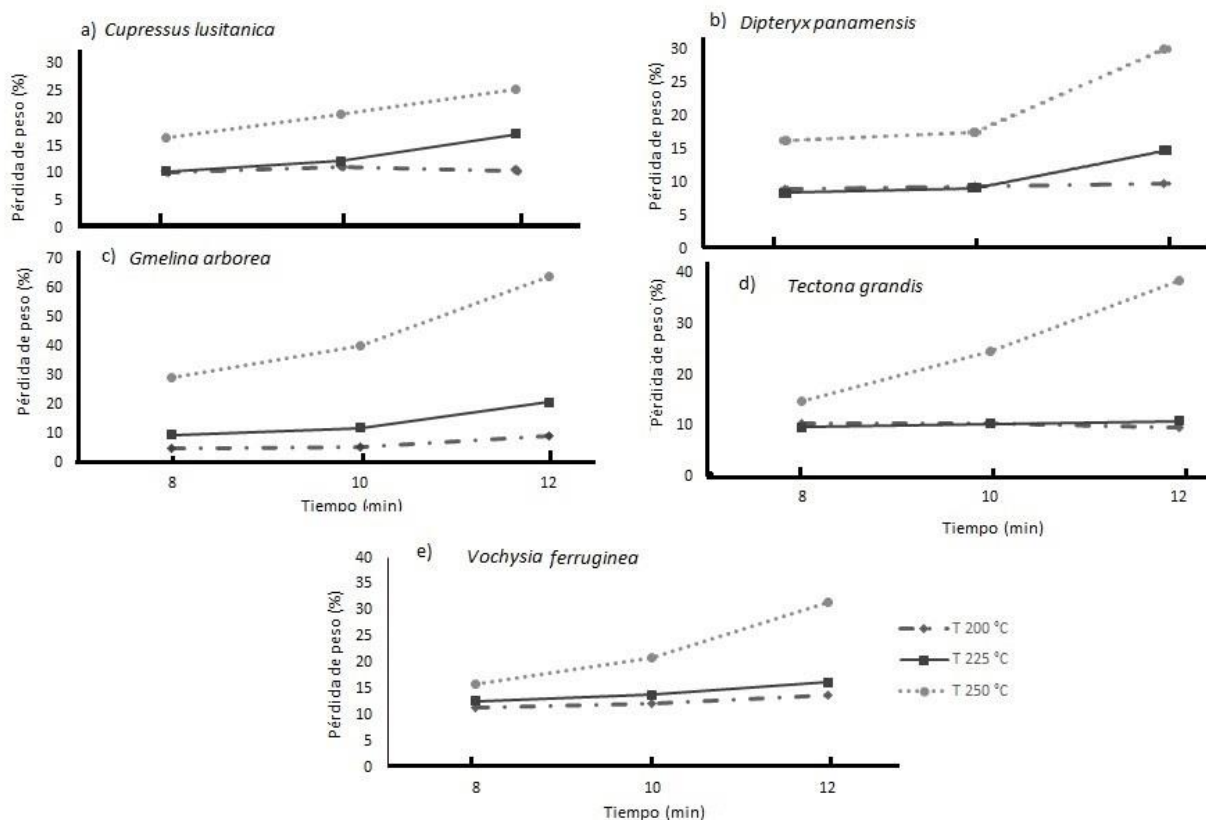 a) Cupressus lusitanica
Pérdida de peso (%)
30
25
20
15
10
5
0
b) Dipteryx panamensis
Pérdida de peso (%)
30
25
20
15
10
5
0
c) Gmelina arborea
Pérdida de peso (%)
70
60
50
40
30
20
10
0
8 10 12
Tiempo (min)
d) Tectona grandis
Pérdida de peso (%)
40
30
20
10
0
8 10 12
Tiempo (min)
e) Vochysia ferruginea
Pérdida de peso (%)
40
35
30
25
20
15
10
5
0
8 10 12
Tiempo (min)
T 200 °C
T 225 °C
T 250 °C